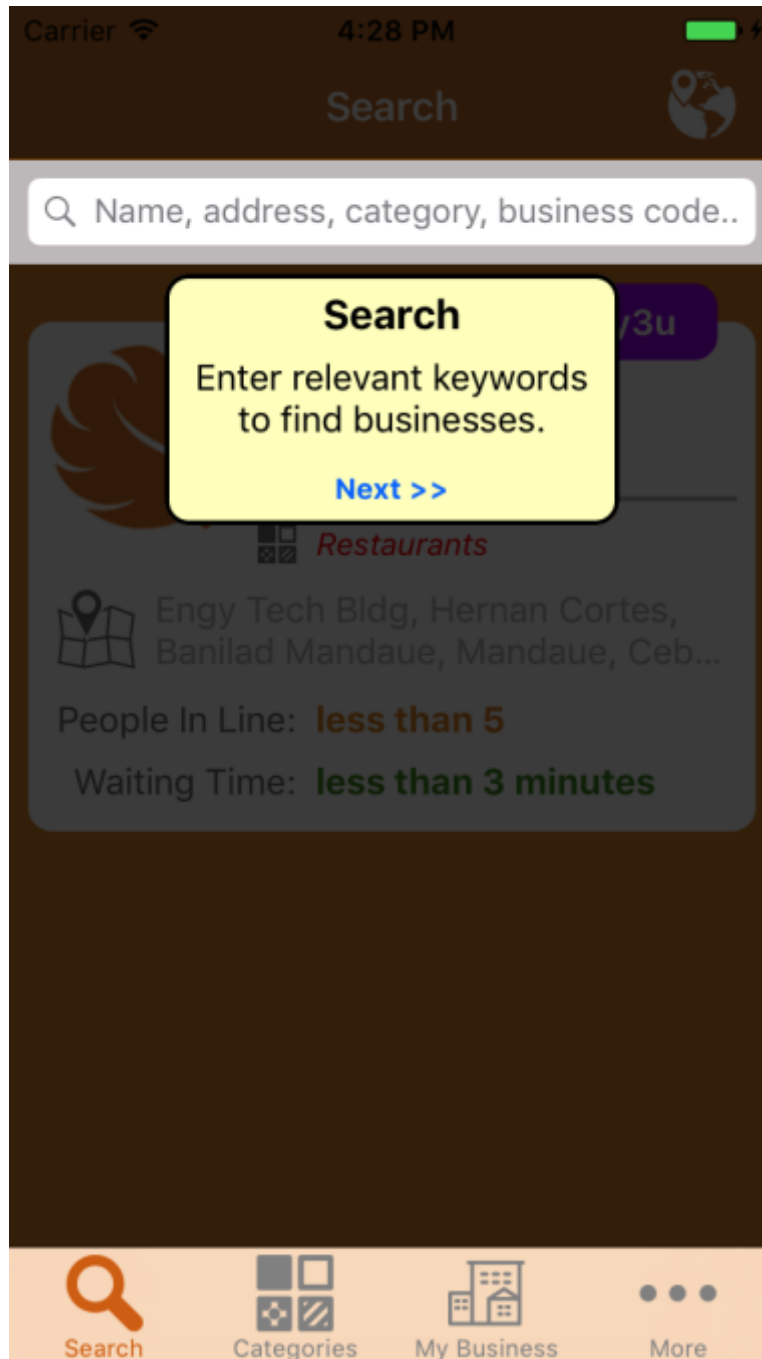 Carrier 4:28 PM
Search
Name, address, category, business code..
y3u
Search
Enter relevant keywords
to find businesses.
Next >>
Restaurants
Engy Tech Bldg, Hernan Cortes,
Banilad Mandaue, Mandaue, Ceb...
People In Line: less than 5
Waiting Time: less than 3 minutes
Search Categories My Business More